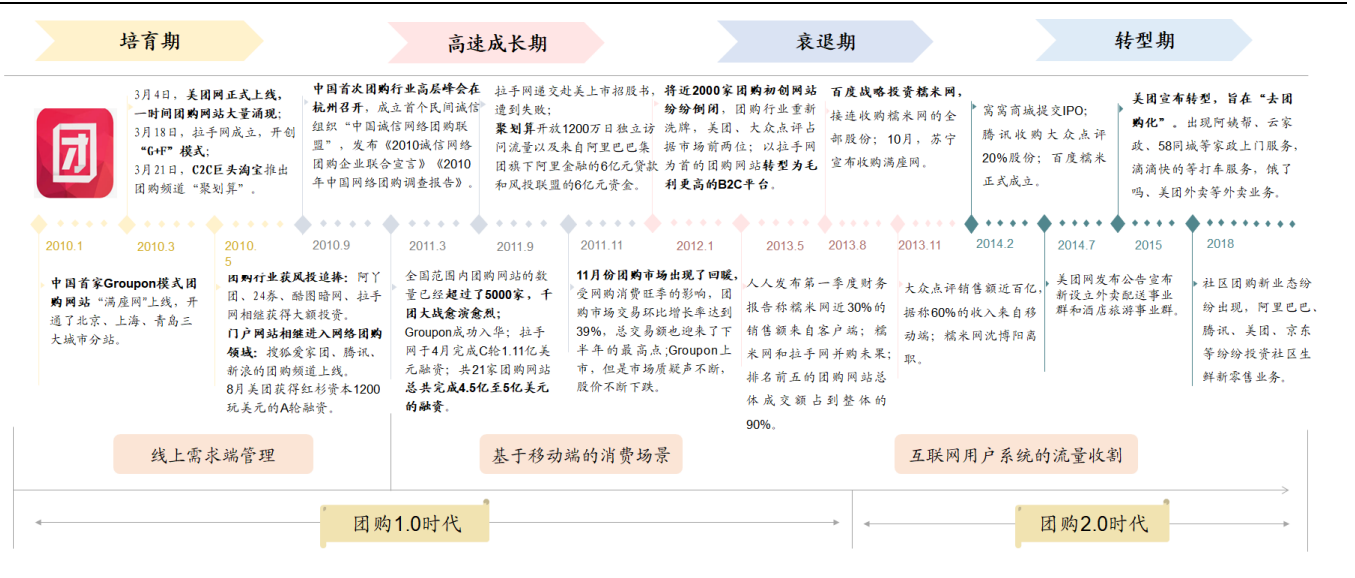 培育期
高速成长期
衰退期
转型期
团
3月4日，美团网正式上线，
一时间团购网站大量涌现；
3月18日，拉手网成立，开创
“G+F”模式；
3月21日，C2C巨头淘宝推出
团购频道“聚划算”。
中国首次团购行业高层峰会在
杭州召开，成立首个民间诚信
组织“中国诚信网络团购联
盟”，发布《2010诚信网络
团购企业联合宣言》《2010
年中国网络团购调查报告》。
拉手网递交赴美上市招股书，
遭到失败；
聚划算开放1200万日独立访
问流量以及来自阿里巴巴集
团旗下阿里金融的6亿元贷款
和风投联盟的6亿元资金。
将近2000家团购初创网站
纷纷倒闭，团购行业重新
洗牌，美团、大众点评占
据市场前两位；以拉手网
为首的团购网站转型为毛
利更高的B2C平台。
百度战略投资糯米网，
接连收购糯米网的全
部股份；10月，苏宁
宣布收购满座网。
窝窝商城提交IPO；
腾讯收购大众点评
20%股份；百度糯米
正式成立。
美团宣布转型，旨在“去团
购化”。出现阿姨帮、云家
政、58同城等家政上门服务，
滴滴快的等打车服务，饿了
吗、美团外卖等外卖业务。
2010.1
2010.3
2010.
5
2010.9
2011.3
2011.9
2011.11
2012.1
2013.5
2013.8
2013.11
2014.2
2014.7
2015
2018
中国首家Groupon模式团
购网站“满座网”上线，开
通了北京、上海、青岛三
大城市分站。
团购行业获风投追捧：阿丫
团、24券、酷图暗网、拉手
网相继获得大额投资。
门户网站相继进入网络团购
领域：搜狐爱家团、腾讯、
新浪的团购频道上线。
8月美团获得红杉资本1200
玩美元的A轮融资。
全国范围内团购网站的数
量已经超过了5000家，千
团大战愈演愈烈；
Groupon成功入华；拉手
网于4月完成C轮1.11亿美
元融资；共21家团购网站
总共完成4.5亿至5亿美元
的融资。
11月份团购市场出现了回暖，
受网购消费旺季的影响，团
购市场交易环比增长率达到
39%，总交易额也迎来了下
半年的最高点;Groupon上
市，但是市场质疑声不断，
股价不断下跌。
人人发布第一季度财务
报告称糯米网近30%的
销售额来自客户端；糯
米网和拉手网并购未果；
排名前五的团购网站总
体成交额占到整体的
90%。
大众点评销售额近百亿，
据称60%的收入来自移
动端；糯米网沈博阳离
职。
美团网发布公告宣布
新设立外卖配送事业
群和酒店旅游事业群。
社区团购新业态纷
纷出现，阿里巴巴、
腾讯、美团、京东
等纷纷投资社区生
鲜新零售业务。
线上需求端管理
基于移动端的消费场景
互联网用户系统的流量收割
团购1.0时代
团购2.0时代